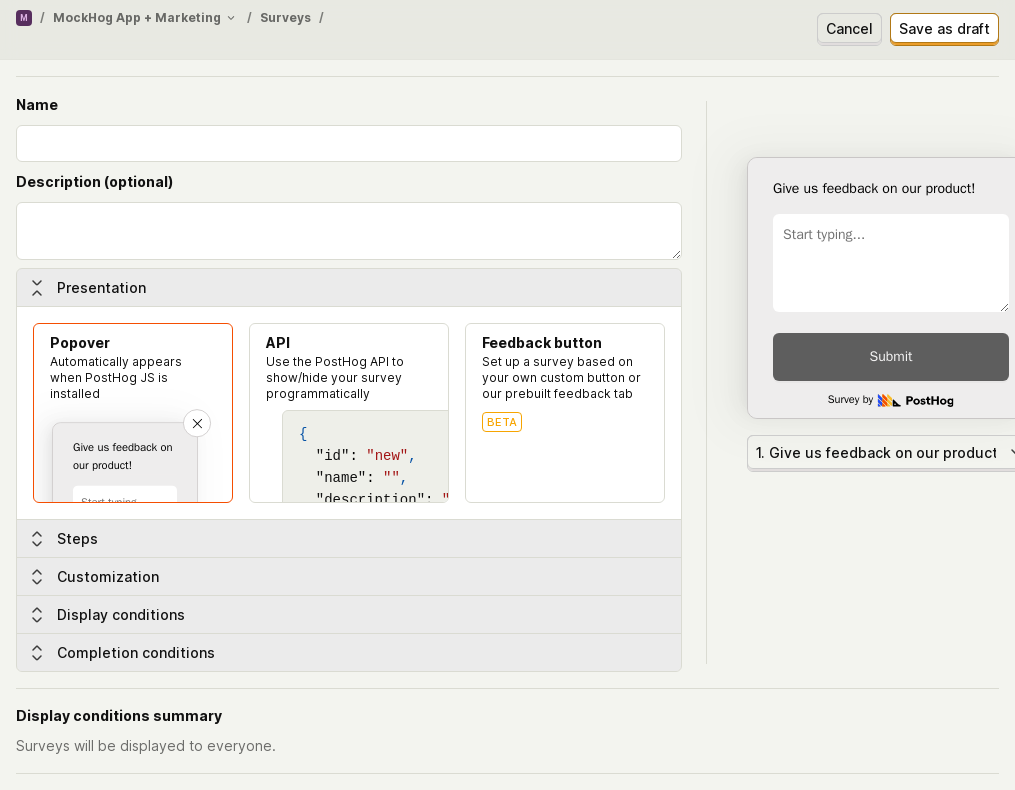 M / MockHog App + Marketing / Surveys /
Cancel
Save as draft
Name
Description (optional)
Presentation
Popover
Automatically appears
when PostHog JS is
installed
Give us feedback on
our product!
Start typing...
API
Use the PostHog API to
show/hide your survey
programmatically
{
"id": "new",
"name": "",
"description": "
Feedback button
Set up a survey based on
your own custom button or
our prebuilt feedback tab
BETA
Steps
Customization
Display conditions
Completion conditions
Give us feedback on our product!
Start typing...
Submit
Survey by PostHog
1. Give us feedback on our product
Display conditions summary
Surveys will be displayed to everyone.